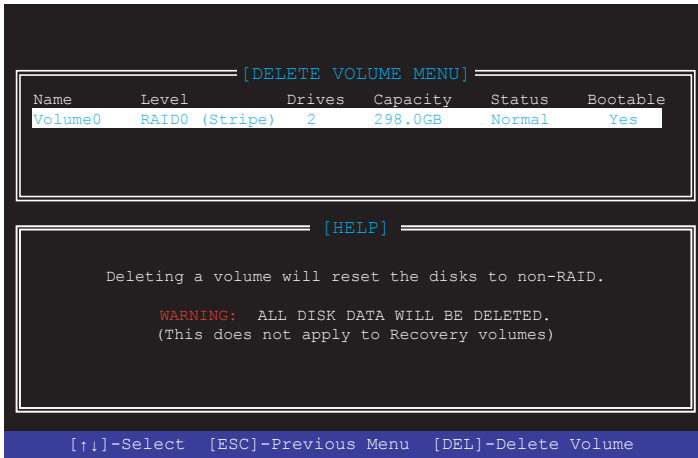 [DELETE VOLUME MENU]
Name Level Drives Capacity Status Bootable
Volume0 RAID0 (Stripe) 2 298.0GB Normal Yes
[HELP]
Deleting a volume will reset the disks to non-RAID.
WARNING: ALL DISK DATA WILL BE DELETED.
(This does not apply to Recovery volumes)
[↑↓]-Select [ESC]-Previous Menu [DEL]-Delete Volume